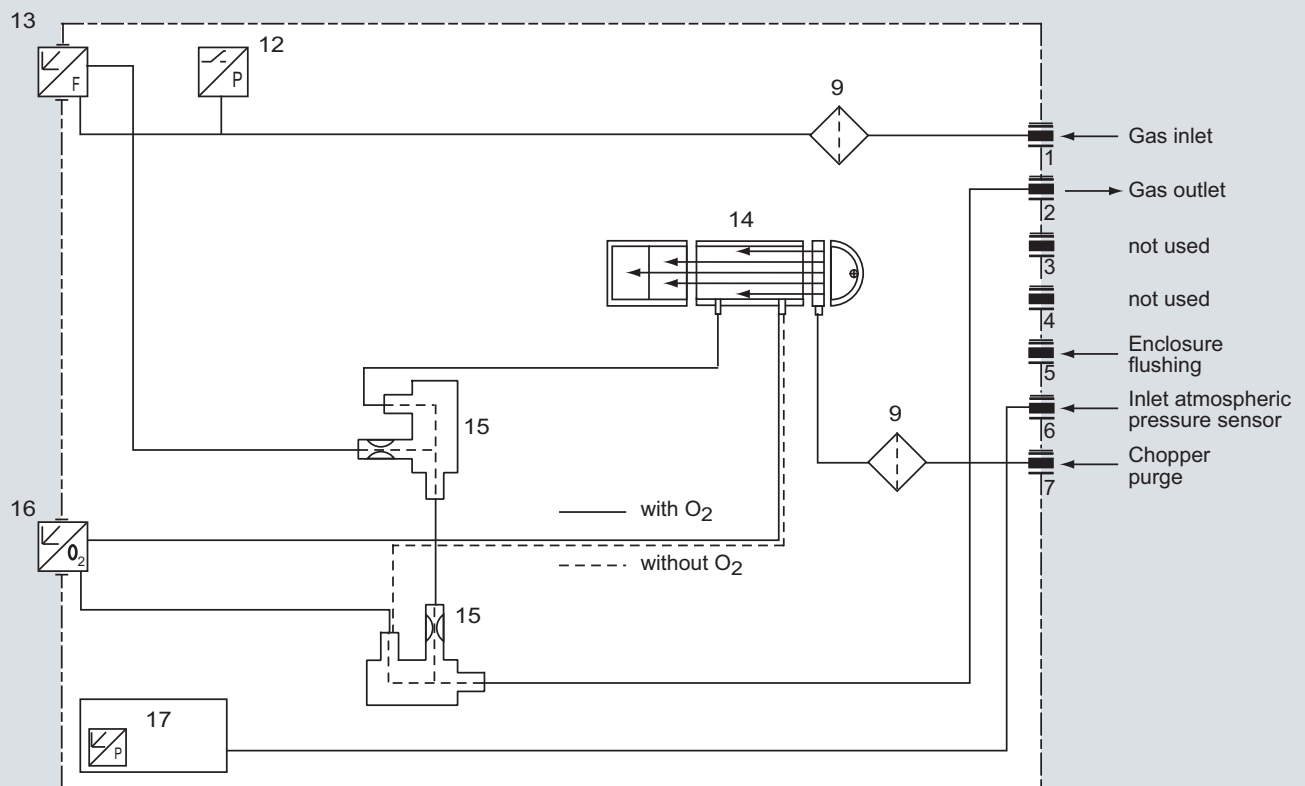 13
12
F
P
9
Gas inlet
1
Gas outlet
2
14
not used
3
not used
4
Enclosure
flushing
5
9
Inlet atmospheric
pressure sensor
6
15
Chopper
purge
7
16
with O2
O2
without O2
15
17
P